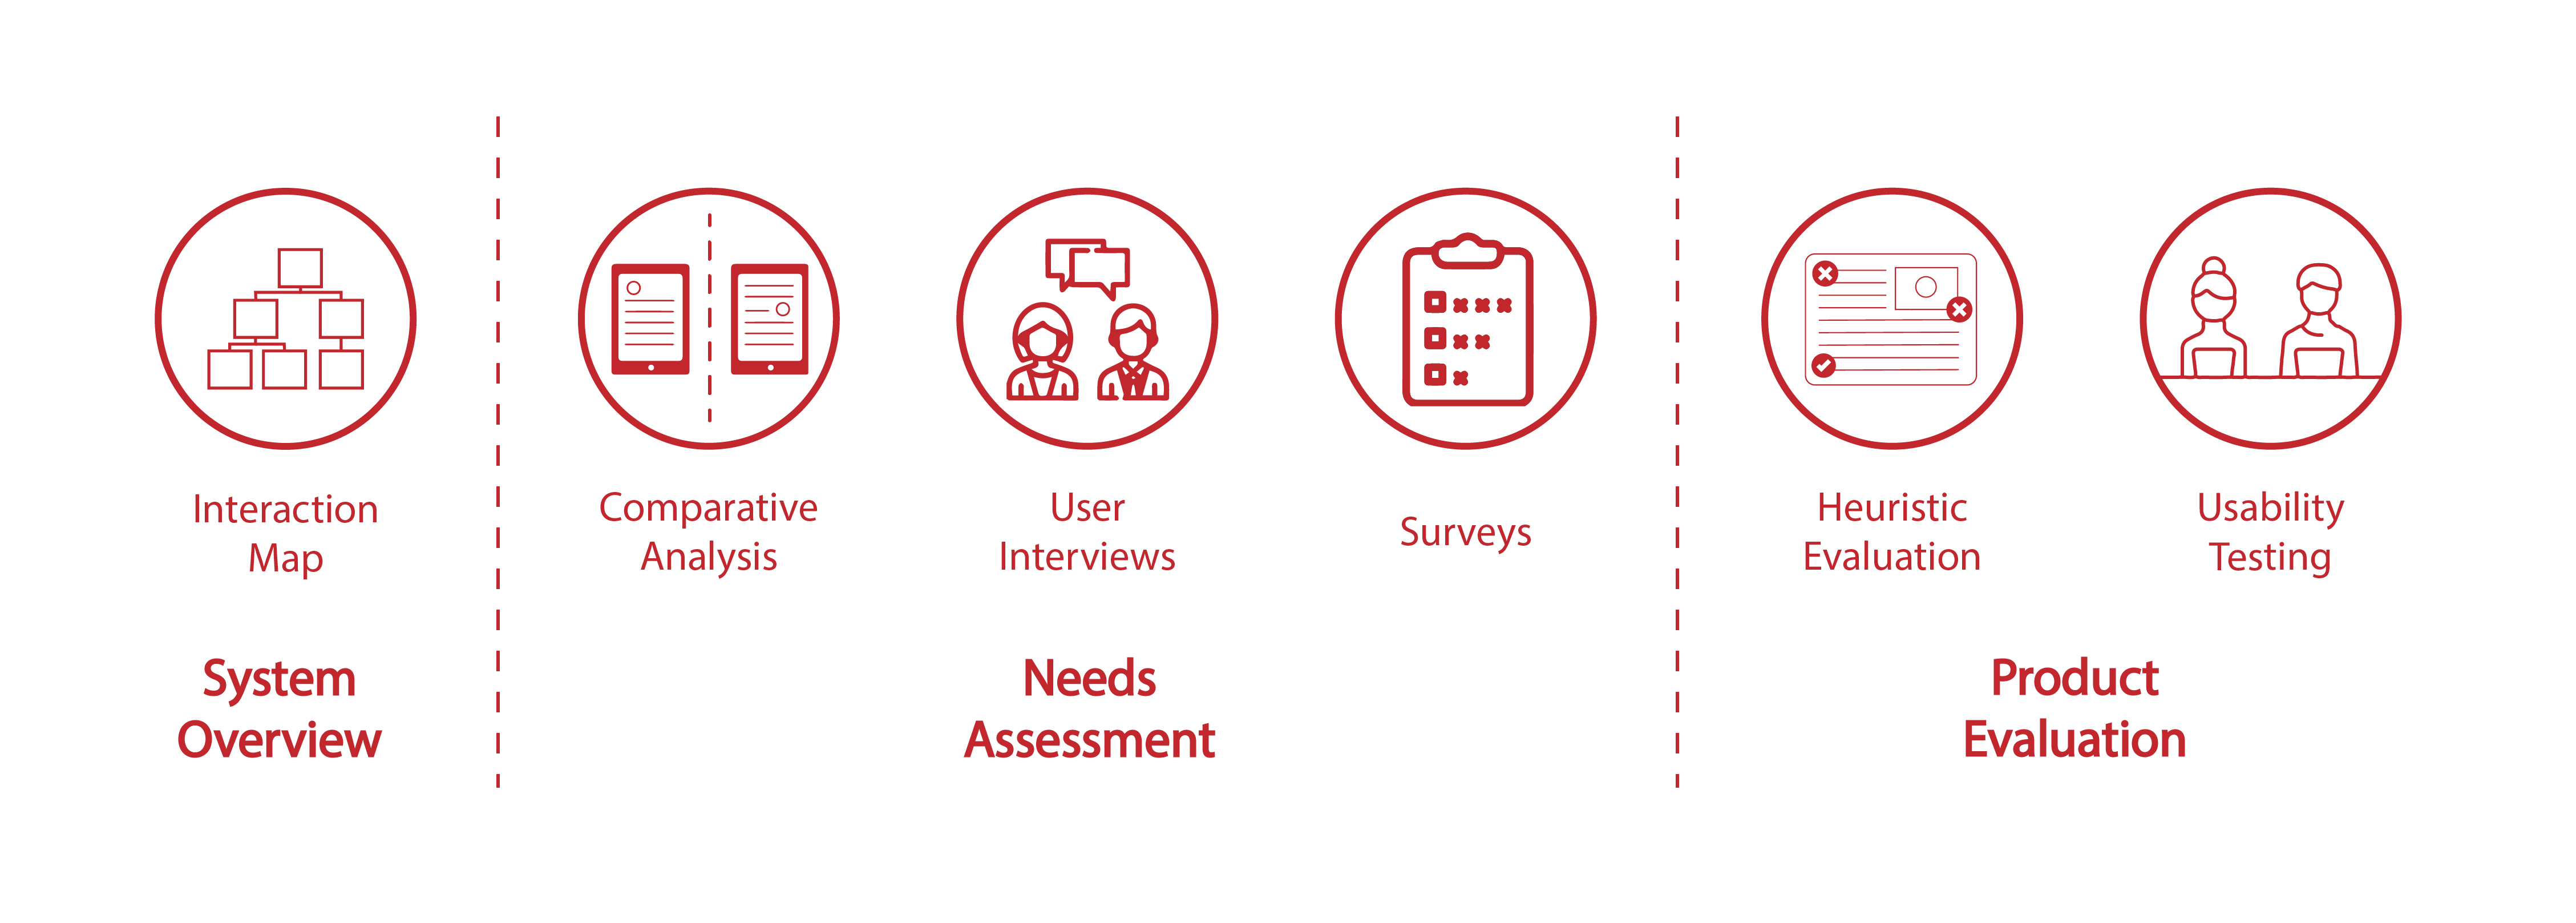 Interaction
Map
Comparative
Analysis
User
Interviews
Surveys
Heuristic
Evaluation
Usability
Testing
System
Overview
Needs
Assessment
Product
Evaluation